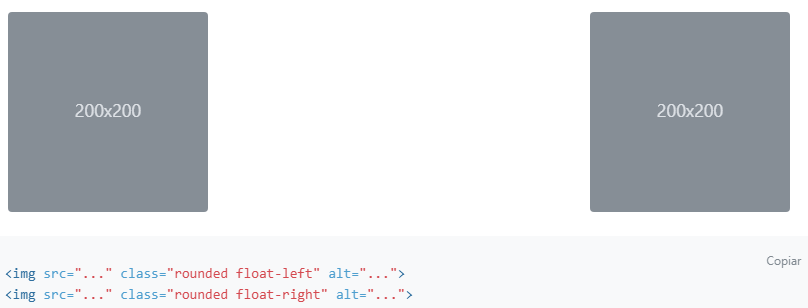 200x200 200x200
Copiar
<img src="..." class="rounded float-left" alt="...">
<img src="..." class="rounded float-right" alt="...">